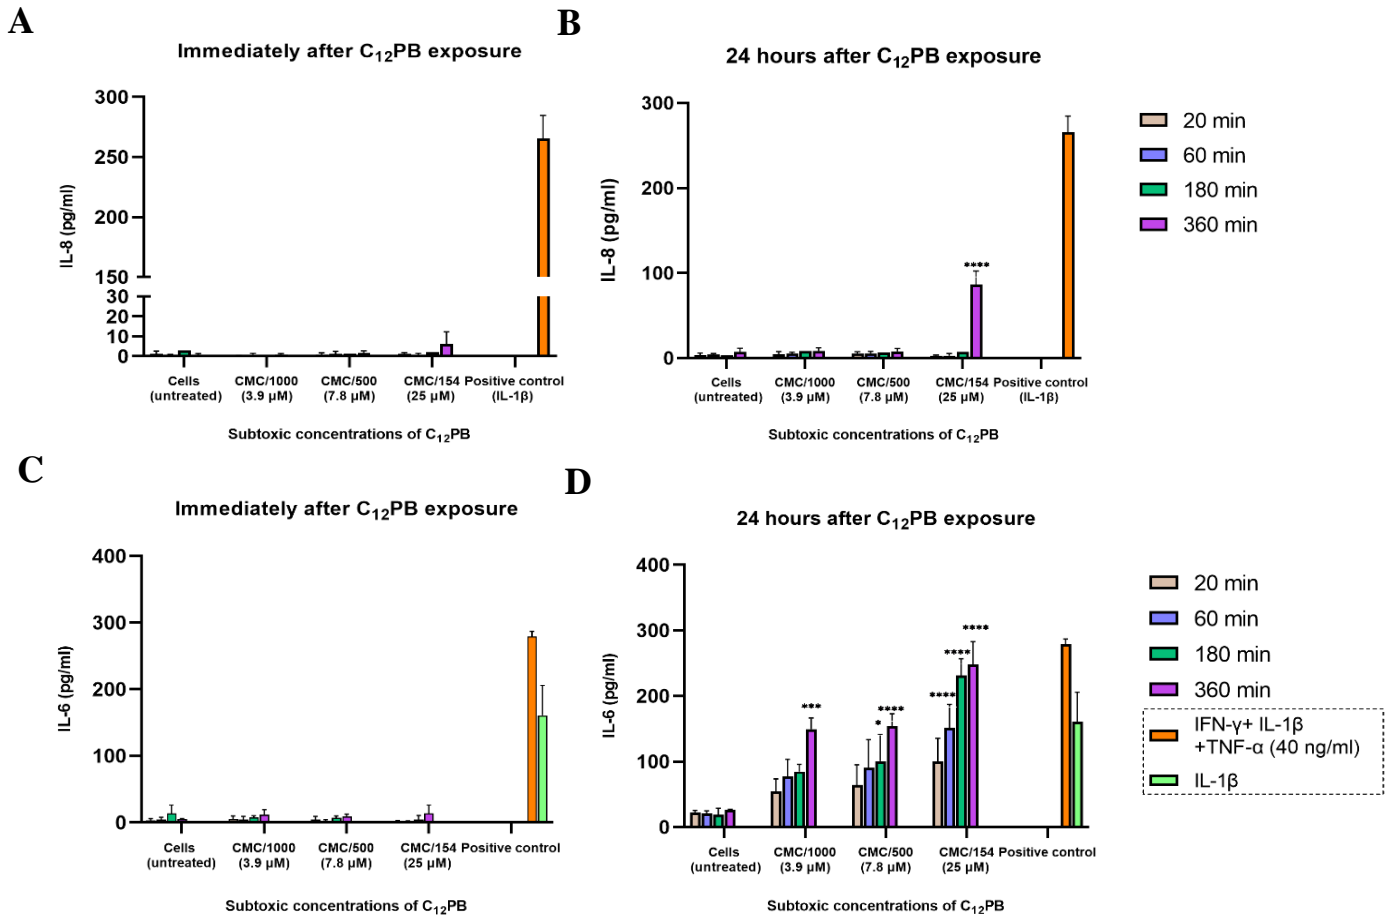 A
Immediately after C₁₂PB exposure
IL-8 (pg/ml)
300
250
200
150
30
20
10
0
Cells
(untreated)
CMC/1000
(3.9 µM)
CMC/500
(7.8 µM)
CMC/154
(25 µM)
Positive control
(IL-1β)
Subtoxic concentrations of C₁₂PB
B
24 hours after C₁₂PB exposure
IL-8 (pg/ml)
300
200
100
0
****
Cells
(untreated)
CMC/1000
(3.9 µM)
CMC/500
(7.8 µM)
CMC/154
(25 µM)
Positive control
(IL-1β)
Subtoxic concentrations of C₁₂PB
20 min
60 min
180 min
360 min
C
Immediately after C₁₂PB exposure
IL-6 (pg/ml)
400
300
200
100
0
Cells
(untreated)
CMC/1000
(3.9 µM)
CMC/500
(7.8 µM)
CMC/154
(25 µM)
Positive control
Subtoxic concentrations of C₁₂PB
D
24 hours after C₁₂PB exposure
IL-6 (pg/ml)
400
300
200
100
0
***
*
****
****
****
****
Cells
(untreated)
CMC/1000
(3.9 µM)
CMC/500
(7.8 µM)
CMC/154
(25 µM)
Positive control
Subtoxic concentrations of C₁₂PB
20 min
60 min
180 min
360 min
IFN-γ+ IL-1β
+TNF-α (40 ng/ml)
IL-1β